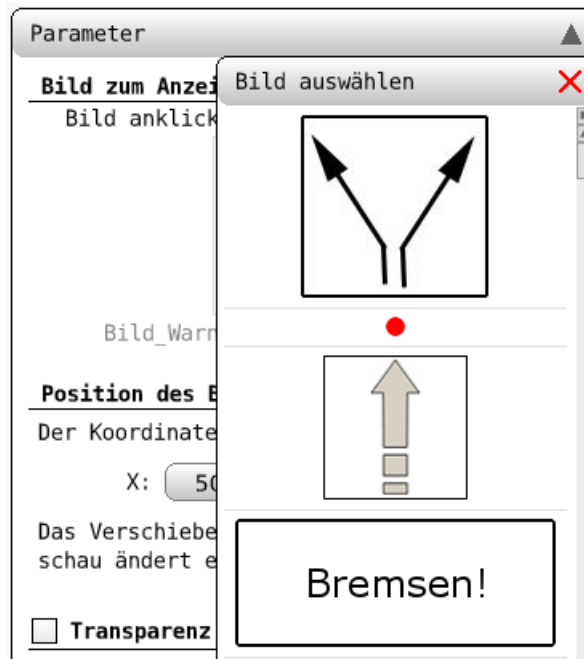 Parameter
Bild auswählen
Bild zum Anzei
Bild anklick
Bild_Warn
Position des B
Der Koordinate
X: 50
Das Verschiebe
schau ändert e
Transparenz
Bremsen!